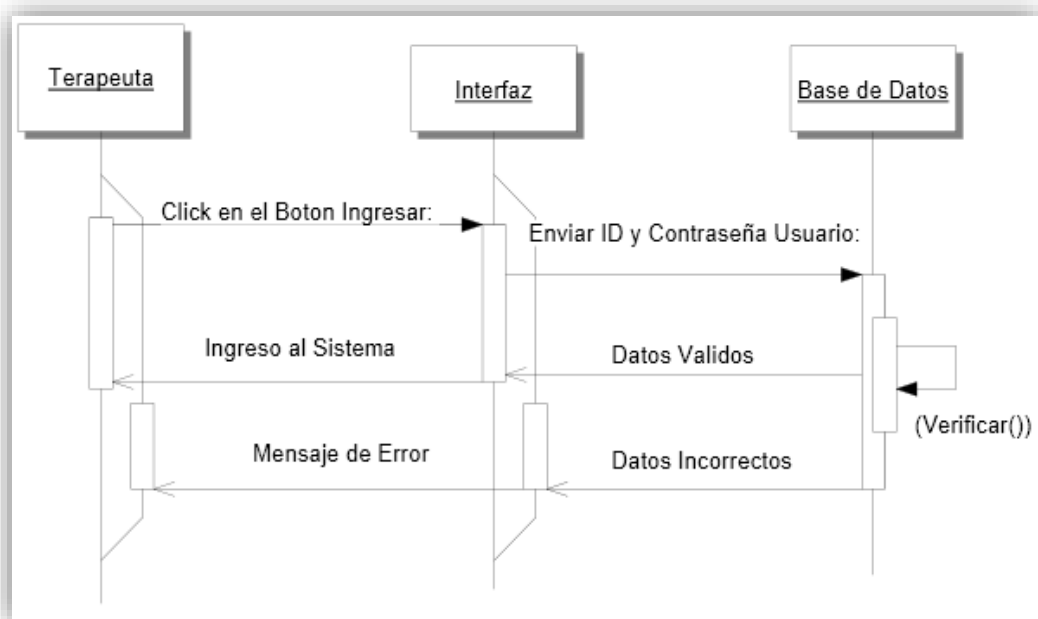 Terapeuta
Interfaz
Base de Datos
Click en el Boton Ingresar:
Enviar ID y Contraseña Usuario:
Ingreso al Sistema
Datos Validos
(Verificar())
Mensaje de Error
Datos Incorrectos